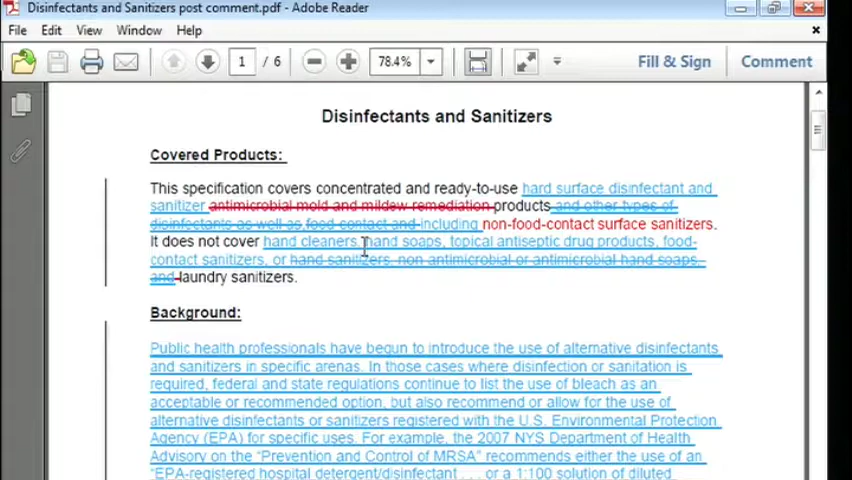 Disinfectants and Sanitizers post comment.pdf - Adobe Reader
File Edit View Window Help
1 / 6 78.4% Fill & Sign Comment
Disinfectants and Sanitizers
Covered Products:
This specification covers concentrated and ready-to-use hard surface disinfectant and
sanitizer antimicrobial mold and mildew remediation products and other types of
disinfectants as well as food contact and including non-food-contact surface sanitizers.
It does not cover hand cleaners, hand soaps, topical antiseptic drug products, food-
contact sanitizers, or hand sanitizers, non antimicrobial or antimicrobial hand soaps,
and laundry sanitizers.
Background:
Public health professionals have begun to introduce the use of alternative disinfectants
and sanitizers in specific arenas. In those cases where disinfection or sanitation is
required, federal and state regulations continue to list the use of bleach as an
acceptable or recommended option, but also recommend or allow for the use of
alternative disinfectants or sanitizers registered with the U.S. Environmental Protection
Agency (EPA) for specific uses. For example, the 2007 NYS Department of Health
Advisory on the “Prevention and Control of MRSA” recommends either the use of an
“EPA-registered hospital detergent/disinfectant . . . or a 1:100 solution of diluted